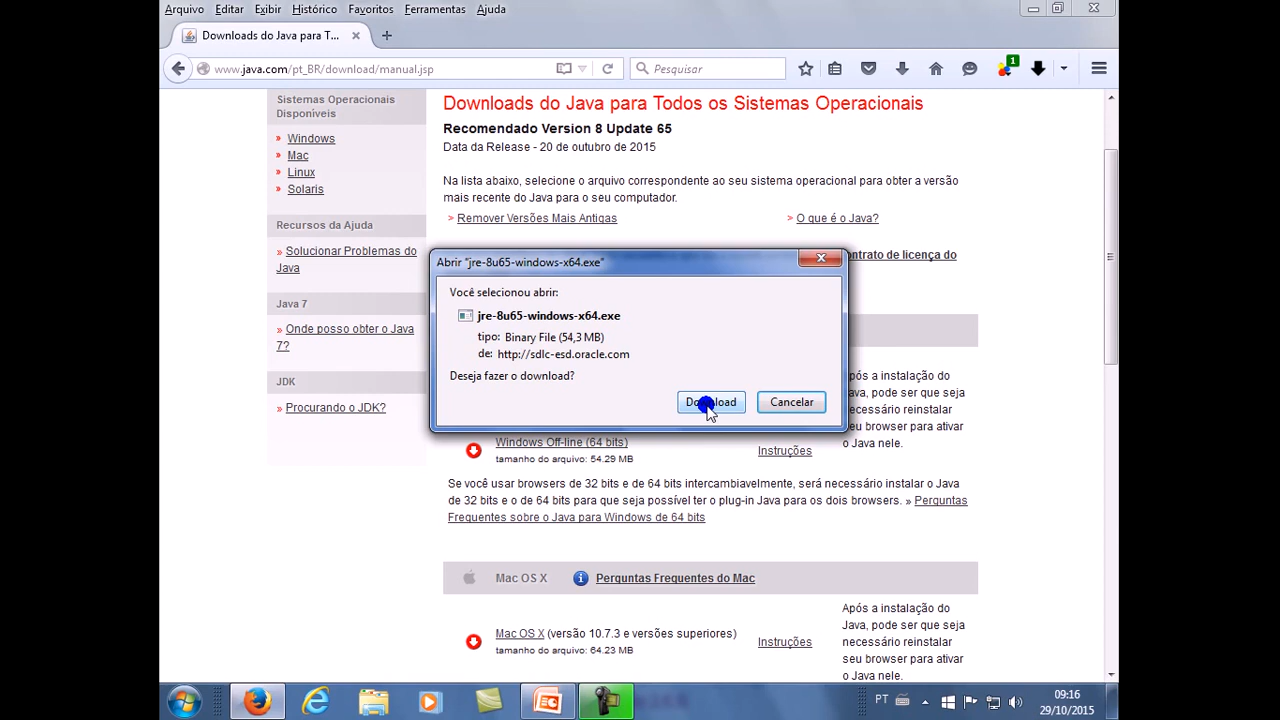 Arquivo Editar Exibir Histórico Favoritos Ferramentas Ajuda
Downloads do Java para T...
www.java.com/pt_BR/download/manual.jsp
Pesquisar
1
Sistemas Operacionais
Disponíveis
» Windows
» Mac
» Linux
» Solaris
Recursos da Ajuda
» Solucionar Problemas do
Java
Java 7
» Onde posso obter o Java
7?
JDK
» Procurando o JDK?
Downloads do Java para Todos os Sistemas Operacionais
Recomendado Version 8 Update 65
Data da Release - 20 de outubro de 2015
Na lista abaixo, selecione o arquivo correspondente ao seu sistema operacional para obter a versão
mais recente do Java para o seu computador.
> Remover Versões Mais Antigas > O que é o Java?
ontrato de licença do
Abrir "jre-8u65-windows-x64.exe"
Você selecionou abrir:
jre-8u65-windows-x64.exe
tipo: Binary File (54,3 MB)
de: http://sdlc-esd.oracle.com
Deseja fazer o download?
Download Cancelar
Após a instalação do
Java, pode ser que seja
necessário reinstalar
seu browser para ativar
o Java nele.
Windows Off-line (64 bits)
tamanho do arquivo: 54.29 MB
Instruções
Se você usar browsers de 32 bits e de 64 bits intercambiavelmente, será necessário instalar o Java
de 32 bits e o de 64 bits para que seja possível ter o plug-in Java para os dois browsers. » Perguntas
Frequentes sobre o Java para Windows de 64 bits
Mac OS X Perguntas Frequentes do Mac
Mac OS X (versão 10.7.3 e versões superiores)
tamanho do arquivo: 64.23 MB
Instruções
Após a instalação do
Java, pode ser que seja
necessário reinstalar
seu browser para ativar
o Java nele.
PT
09:16
29/10/2015